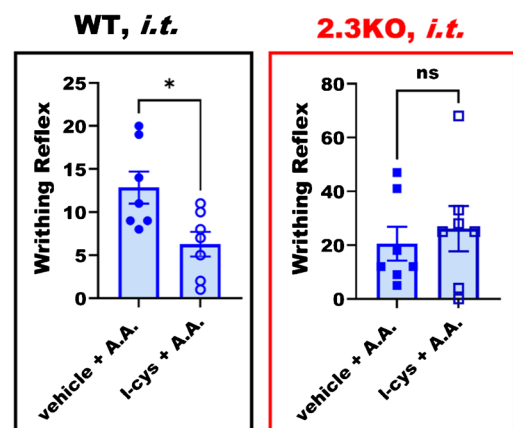 WT, i.t.
Writhing Reflex
25
20
15
10
5
0
*
vehicle + A.A.
l-cys + A.A.
2.3KO, i.t.
Writhing Reflex
80
60
40
20
0
ns
vehicle + A.A.
l-cys + A.A.